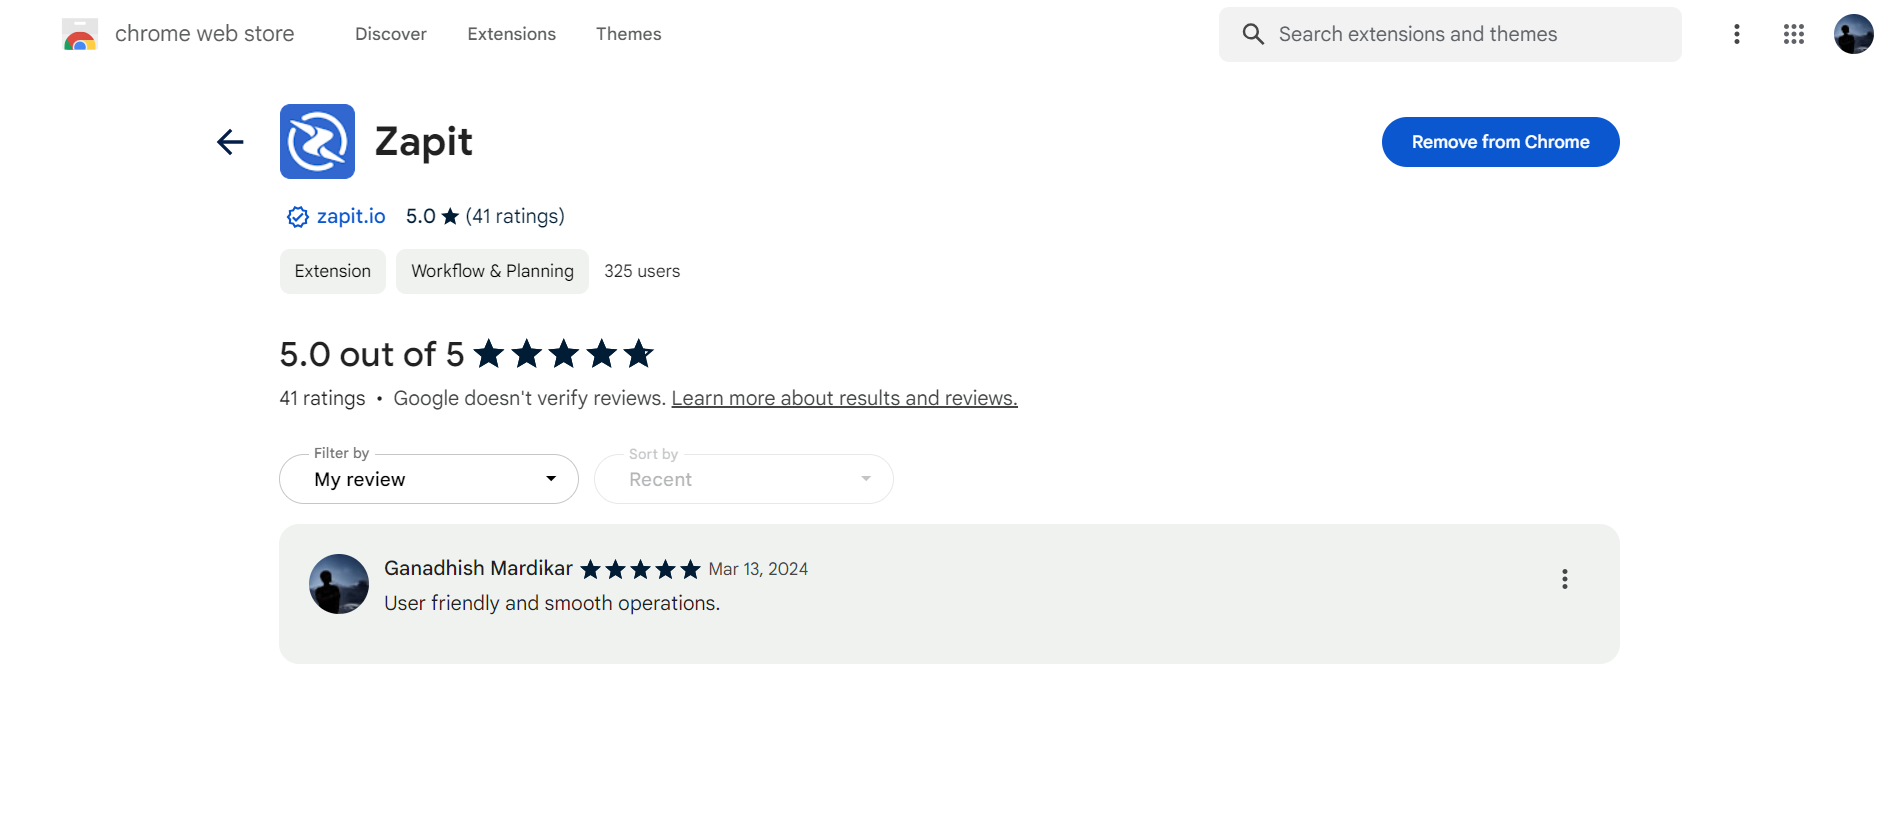 chrome web store Discover Extensions Themes Search extensions and themes
Zapit Remove from Chrome
zapit.io 5.0 ★ (41 ratings)
Extension Workflow & Planning 325 users
5.0 out of 5
41 ratings • Google doesn't verify reviews. Learn more about results and reviews.
Filter by Sort by
My review Recent
Ganadhish Mardikar Mar 13, 2024
User friendly and smooth operations.